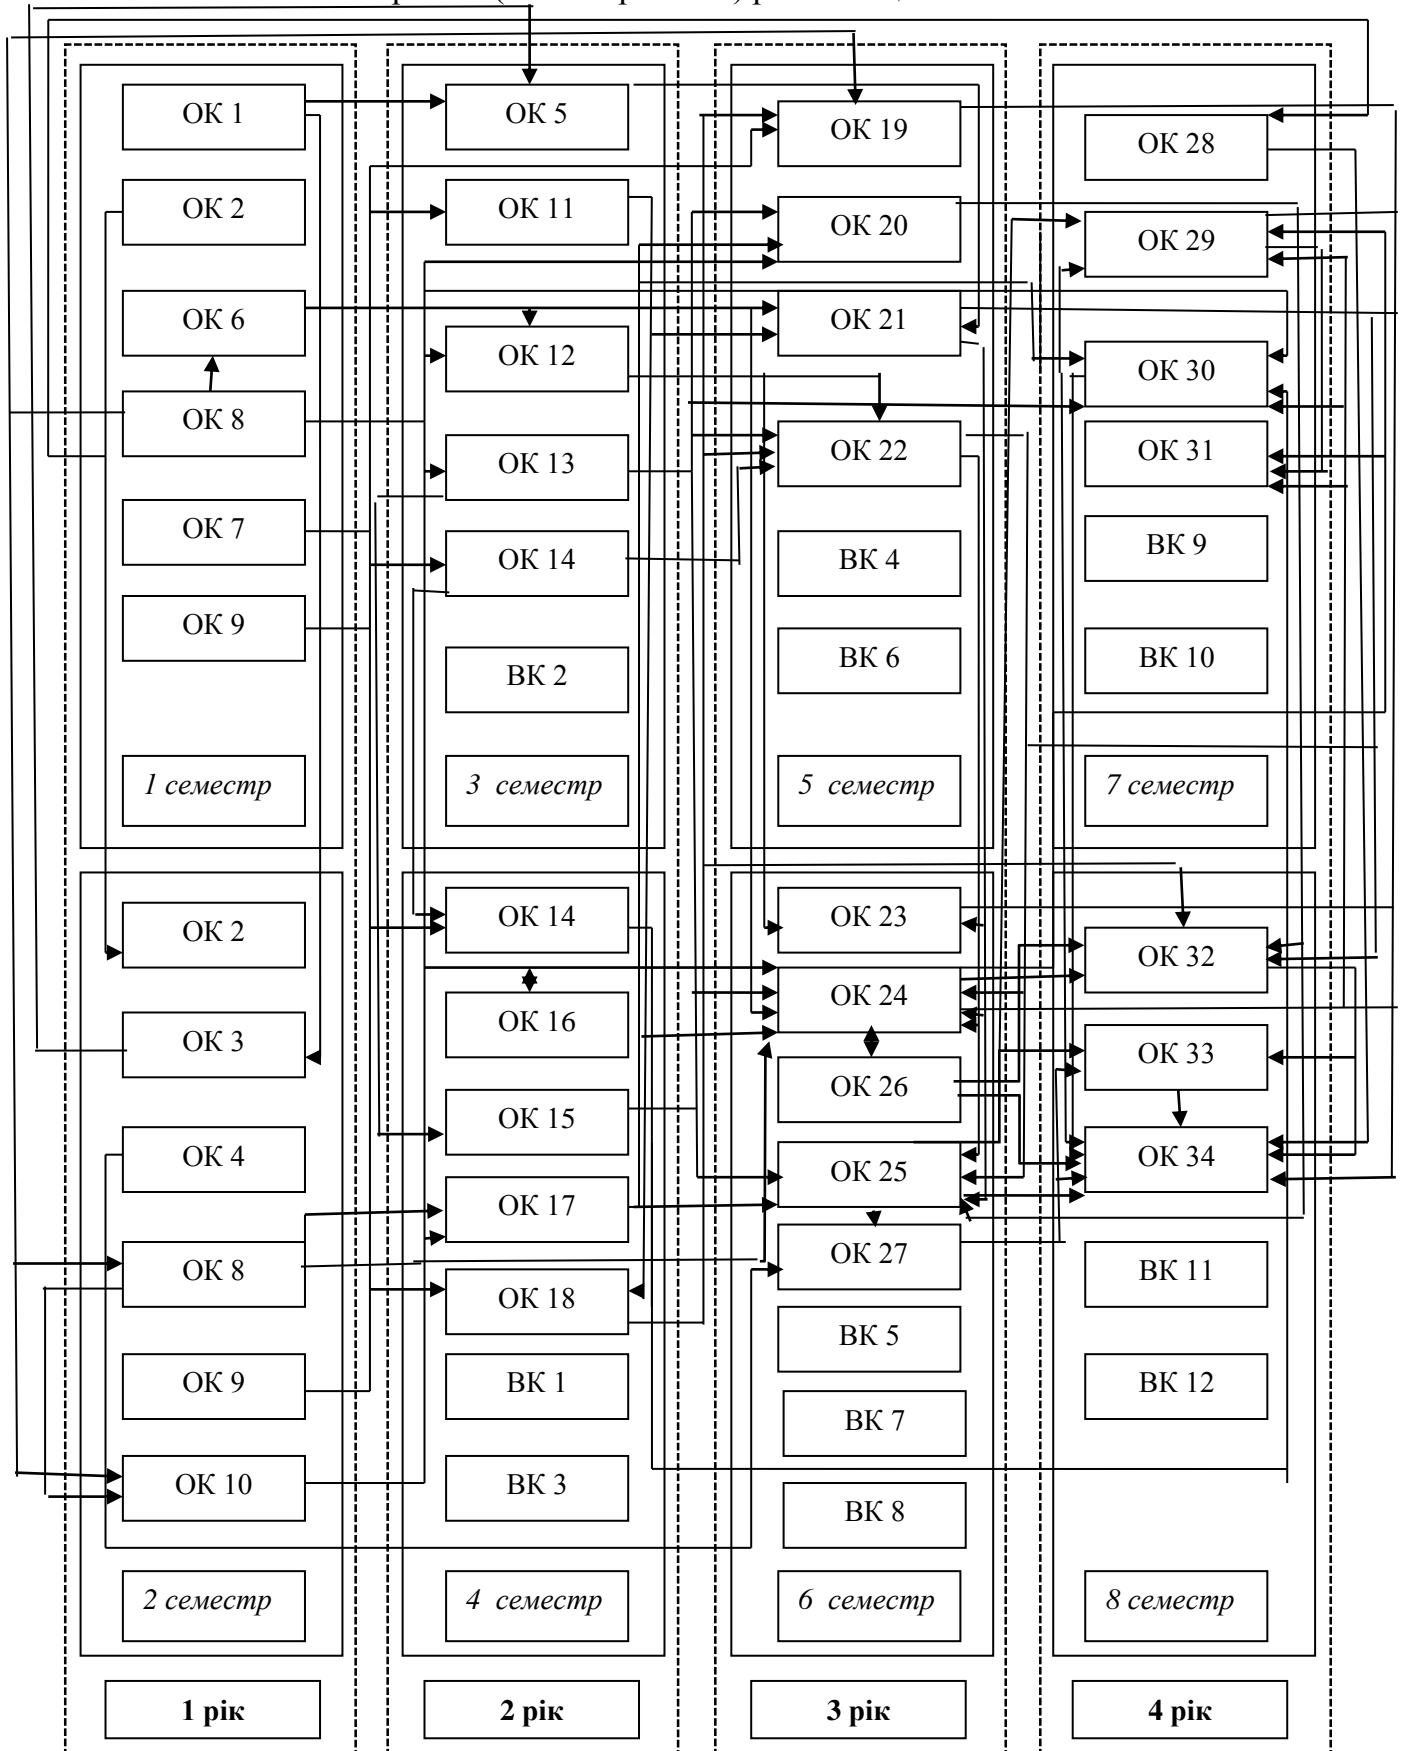 ОК 1
ОК 2
ОК 6
ОК 8
ОК 7
ОК 9
1 семестр
ОК 2
ОК 3
ОК 4
ОК 8
ОК 9
ОК 10
2 семестр
1 рік
ОК 5
ОК 11
ОК 12
ОК 13
ОК 14
ВК 2
3 семестр
ОК 14
ОК 16
ОК 15
ОК 17
ОК 18
ВК 1
ВК 3
4 семестр
2 рік
ОК 19
ОК 20
ОК 21
ОК 22
ВК 4
ВК 6
5 семестр
ОК 23
ОК 24
ОК 26
ОК 25
ОК 27
ВК 5
ВК 7
ВК 8
6 семестр
3 рік
ОК 28
ОК 29
ОК 30
ОК 31
ВК 9
ВК 10
7 семестр
ОК 32
ОК 33
ОК 34
ВК 11
ВК 12
8 семестр
4 рік